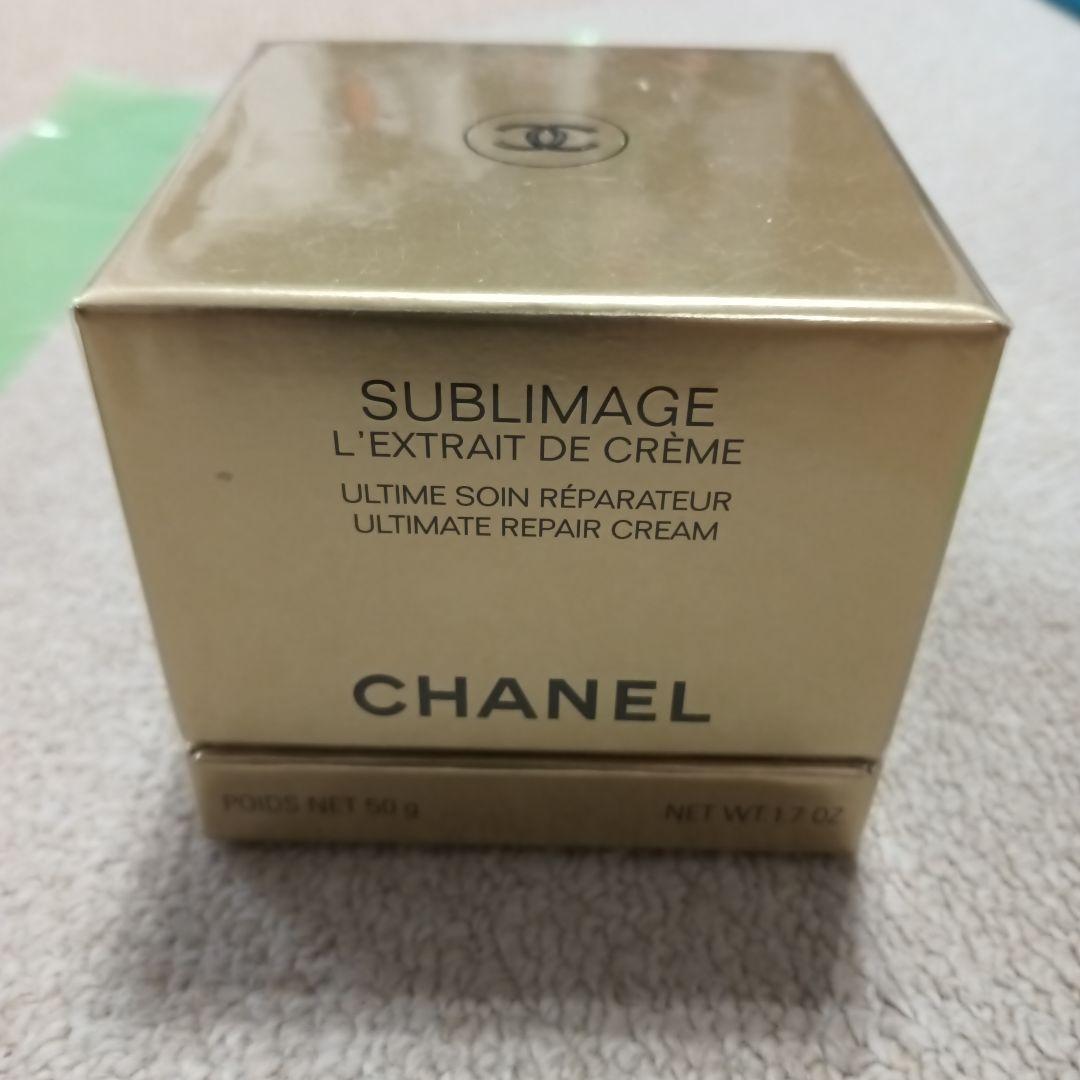 SUBLIMAGE
L'EXTRAIT DE CRÈME
ULTIME SOIN RÉPARATEUR
ULTIMATE REPAIR CREAM
CHANEL
POIDS NET 50 g NET WT. 1.7 OZ